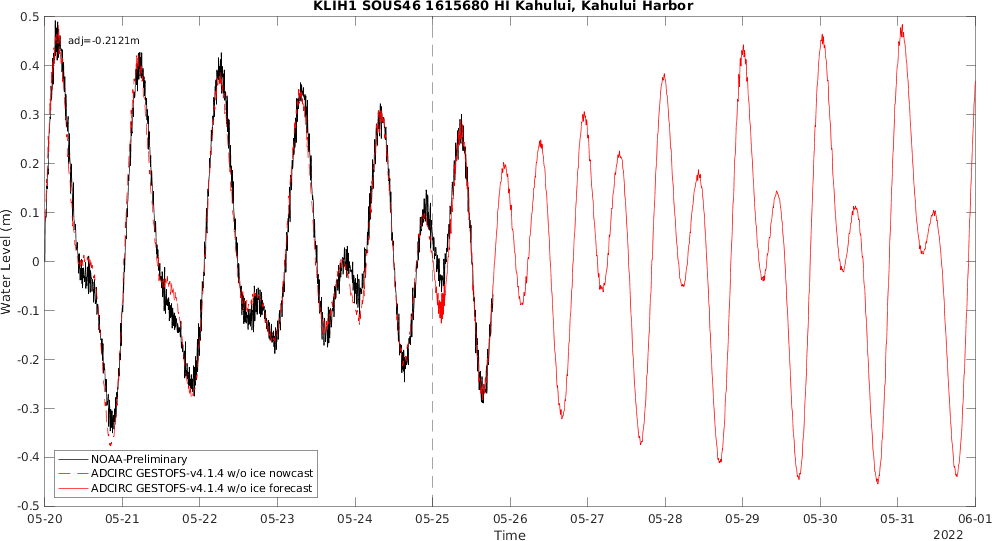 KLIH1 SOUS46 1615680 HI Kahului, Kahului Harbor
adj=-0.2121m
0.5
0.4
0.3
0.2
0.1
0
-0.1
-0.2
-0.3
-0.4
-0.5
Water Level (m)
NOAA-Preliminary
ADCIRC GESTOFS-v4.1.4 w/o ice nowcast
ADCIRC GESTOFS-v4.1.4 w/o ice forecast
05-20 05-21 05-22 05-23 05-24 05-25 05-26 05-27 05-28 05-29 05-30 05-31 06-01
Time
2022